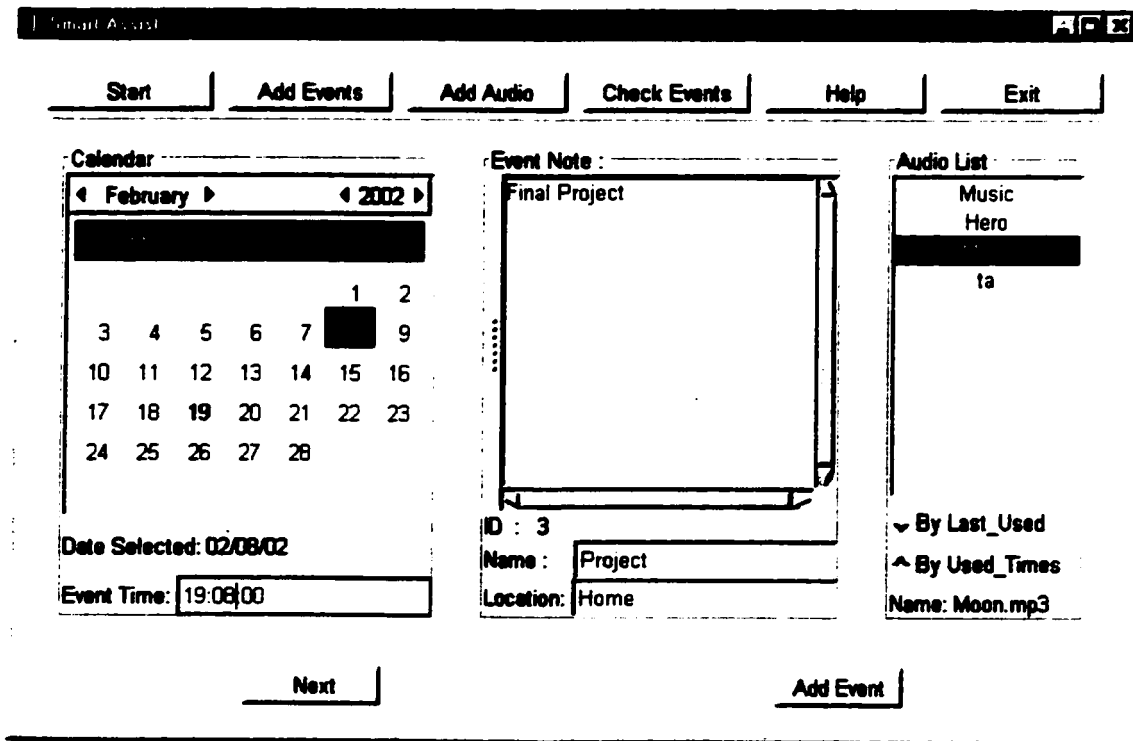 Smart Assist
Start Add Events Add Audio Check Events Help Exit
Calendar
February 2002
1 2
3 4 5 6 7 9
10 11 12 13 14 15 16
17 18 19 20 21 22 23
24 25 26 27 28
Date Selected: 02/08/02
Event Time: 19:08:00
Next
Event Note :
Final Project
ID : 3
Name : Project
Location: Home
Audio List
Music
Hero
ta
By Last_Used
By Used_Times
Name: Moon.mp3
Add Event